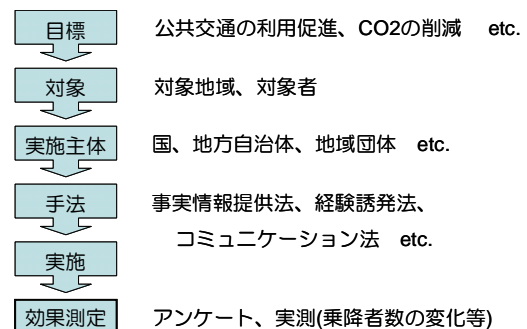 目標　公共交通の利用促進、CO2の削減　etc.
対象　対象地域、対象者
実施主体　国、地方自治体、地域団体　etc.
手法　事実情報提供法、経験誘発法、
コミュニケーション法　etc.
実施
効果測定　アンケート、実測(乗降者数の変化等)